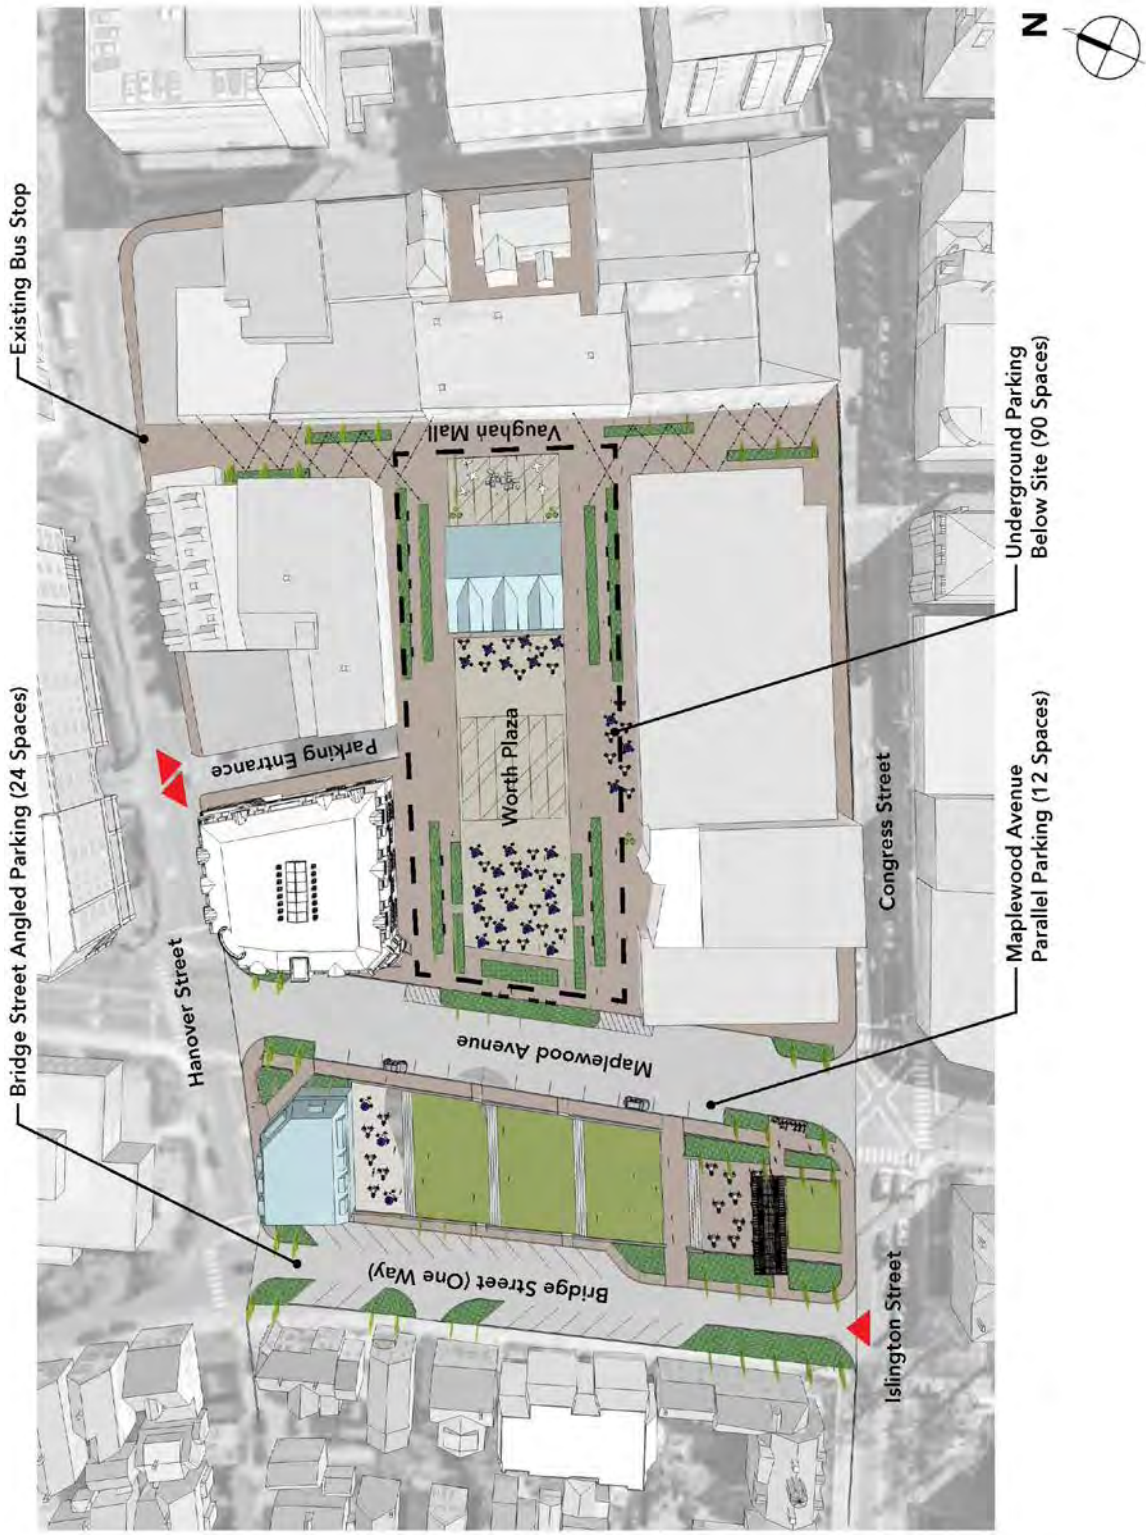 Existing Bus Stop
Bridge Street Angled Parking (24 Spaces)
Hanover Street
Parking Entrance
Vaughan Mall
Worth Plaza
Maplewood Avenue
Bridge Street (One Way)
Congress Street
Islington Street
Underground Parking
Below Site (90 Spaces)
Maplewood Avenue
Parallel Parking (12 Spaces)
N